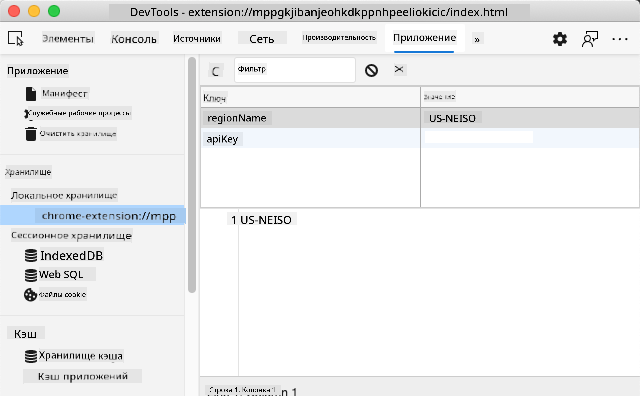 DevTools - extension://mppgkjibanjeohkdkppnhpeeliokicic/index.html
Элементы Консоль Источники Сеть Производительность Приложение »
Приложение
Манифест
Служебные рабочие процессы
Очистить хранилище
Хранилище
Локальное хранилище
chrome-extension://mpp
Сессионное хранилище
IndexedDB
Web SQL
Файлы cookie
Кэш
Хранилище кэша
Кэш приложений
C Фильтр
Ключ Значение
regionName US-NEISO
apiKey
1 US-NEISO
Строка 1, Колонка 1